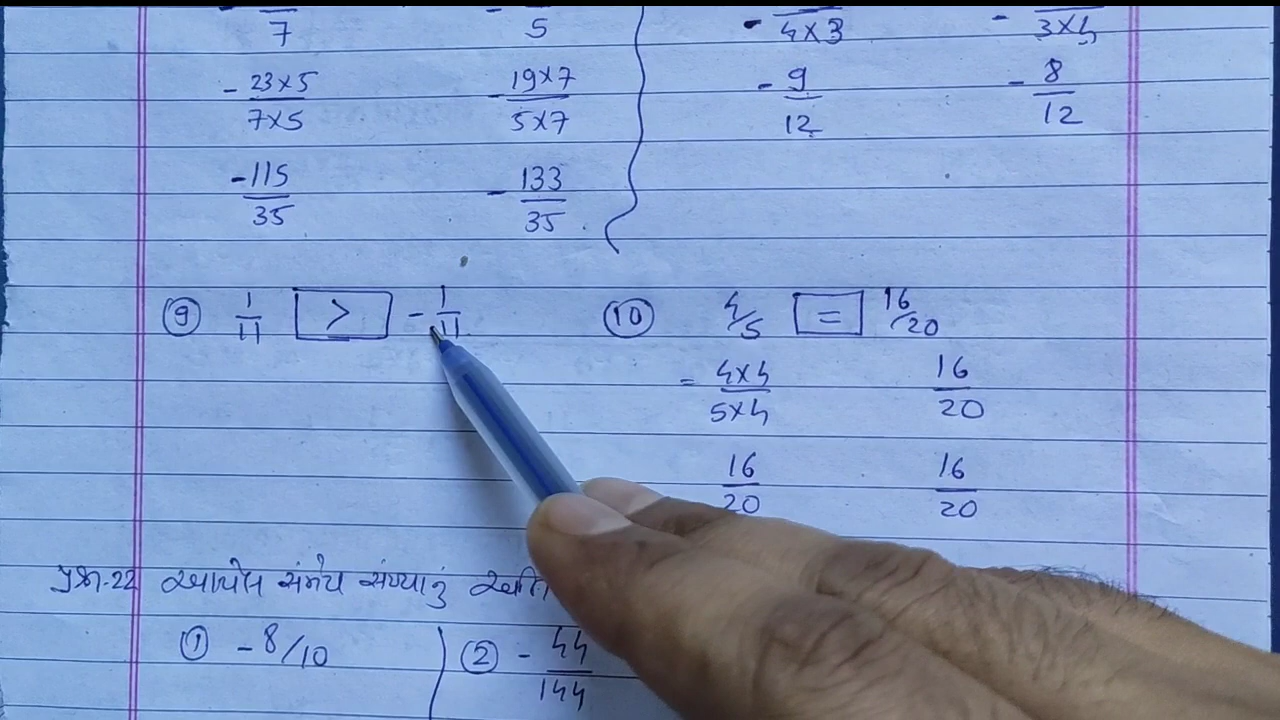 7 5
- 23×5/7×5 - 19×7/5×7
-115/35 - 133/35
4×3 3×4
- 9/12 - 8/12
⑨ 1/11 > - 1/11
⑩ 4/5 = 16/20
= 4×4/5×4 16/20
16/20 16/20
પ્રશ્ન-22 આપેલ સંમેય સંખ્યાનું અતિ
① -8/10 ② - 44/144